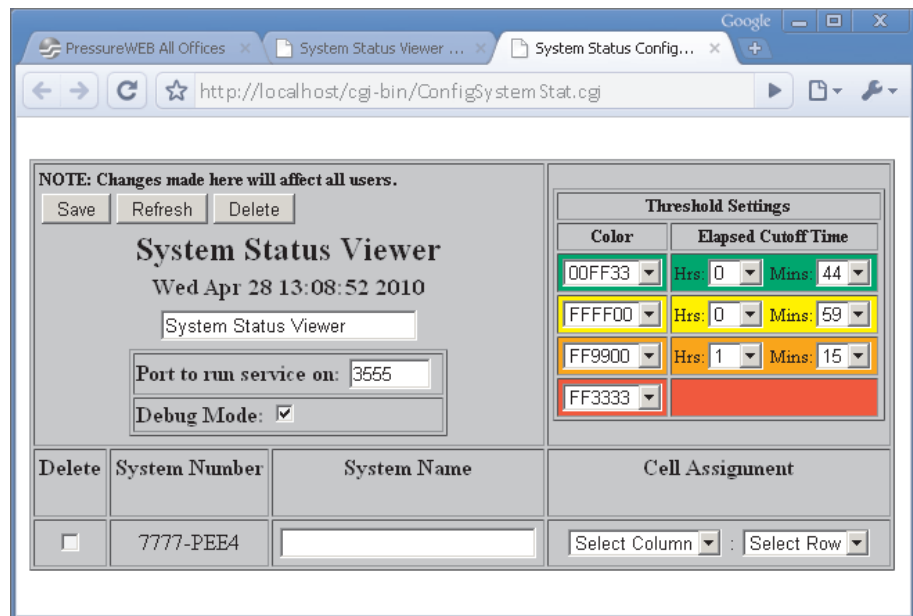 Google
PressureWEB All Offices
System Status Viewer ...
System Status Config...
http://localhost/cgi-bin/ConfigSystemStat.cgi
NOTE: Changes made here will affect all users.
Save Refresh Delete
System Status Viewer
Wed Apr 28 13:08:52 2010
System Status Viewer
Port to run service on: 3555
Debug Mode:
Threshold Settings
Color Elapsed Cutoff Time
00FF33 Hrs: 0 Mins: 44
FFFF00 Hrs: 0 Mins: 59
FF9900 Hrs: 1 Mins: 15
FF3333
Delete System Number System Name Cell Assignment
7777-PEE4 Select Column : Select Row